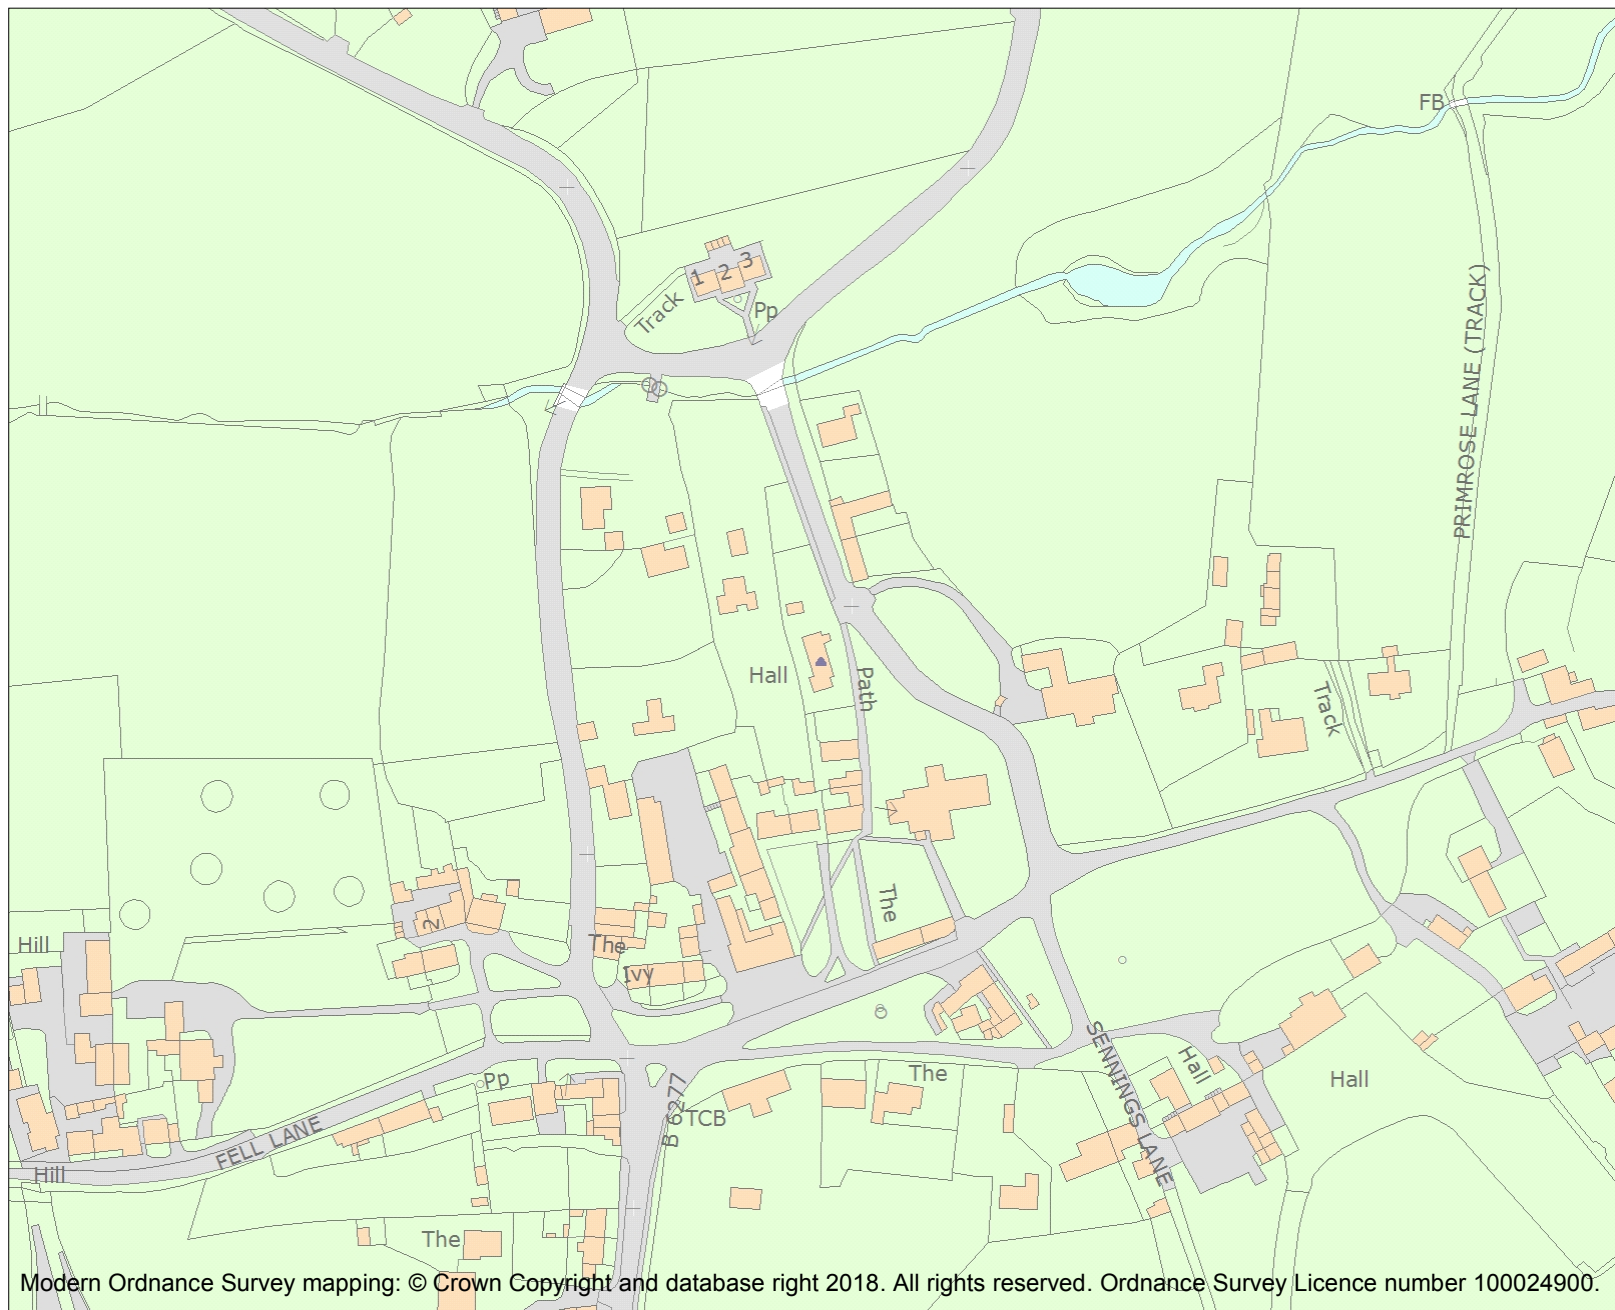 FB
1 2 3
Track
Pp
PRIMROSE LANE (TRACK)
Hall
Path
Track
The
2
Hill
The
Ivy
SENNINGS LANE
Hall
Hall
The
Pp
B 6277
TCB
FELL LANE
Hill
The
Modern Ordnance Survey mapping: © Crown Copyright and database right 2018. All rights reserved. Ordnance Survey Licence number 100024900.